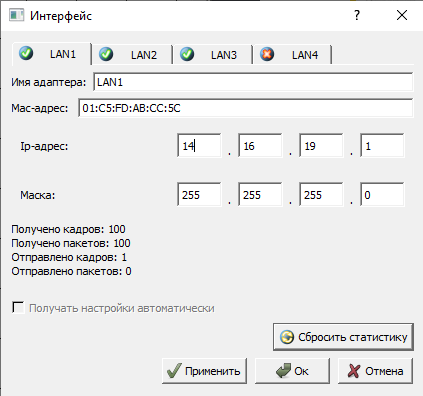 Интерфейс
LAN1 LAN2 LAN3 LAN4
Имя адаптера: LAN1
Мас-адрес: 01:C5:FD:AB:CC:5C
Ip-адрес: 14 . 16 . 19 . 1
Маска: 255 . 255 . 255 . 0
Получено кадров: 100
Получено пакетов: 100
Отправлено кадров: 1
Отправлено пакетов: 0
Получать настройки автоматически
Сбросить статистику
Применить Ок Отмена